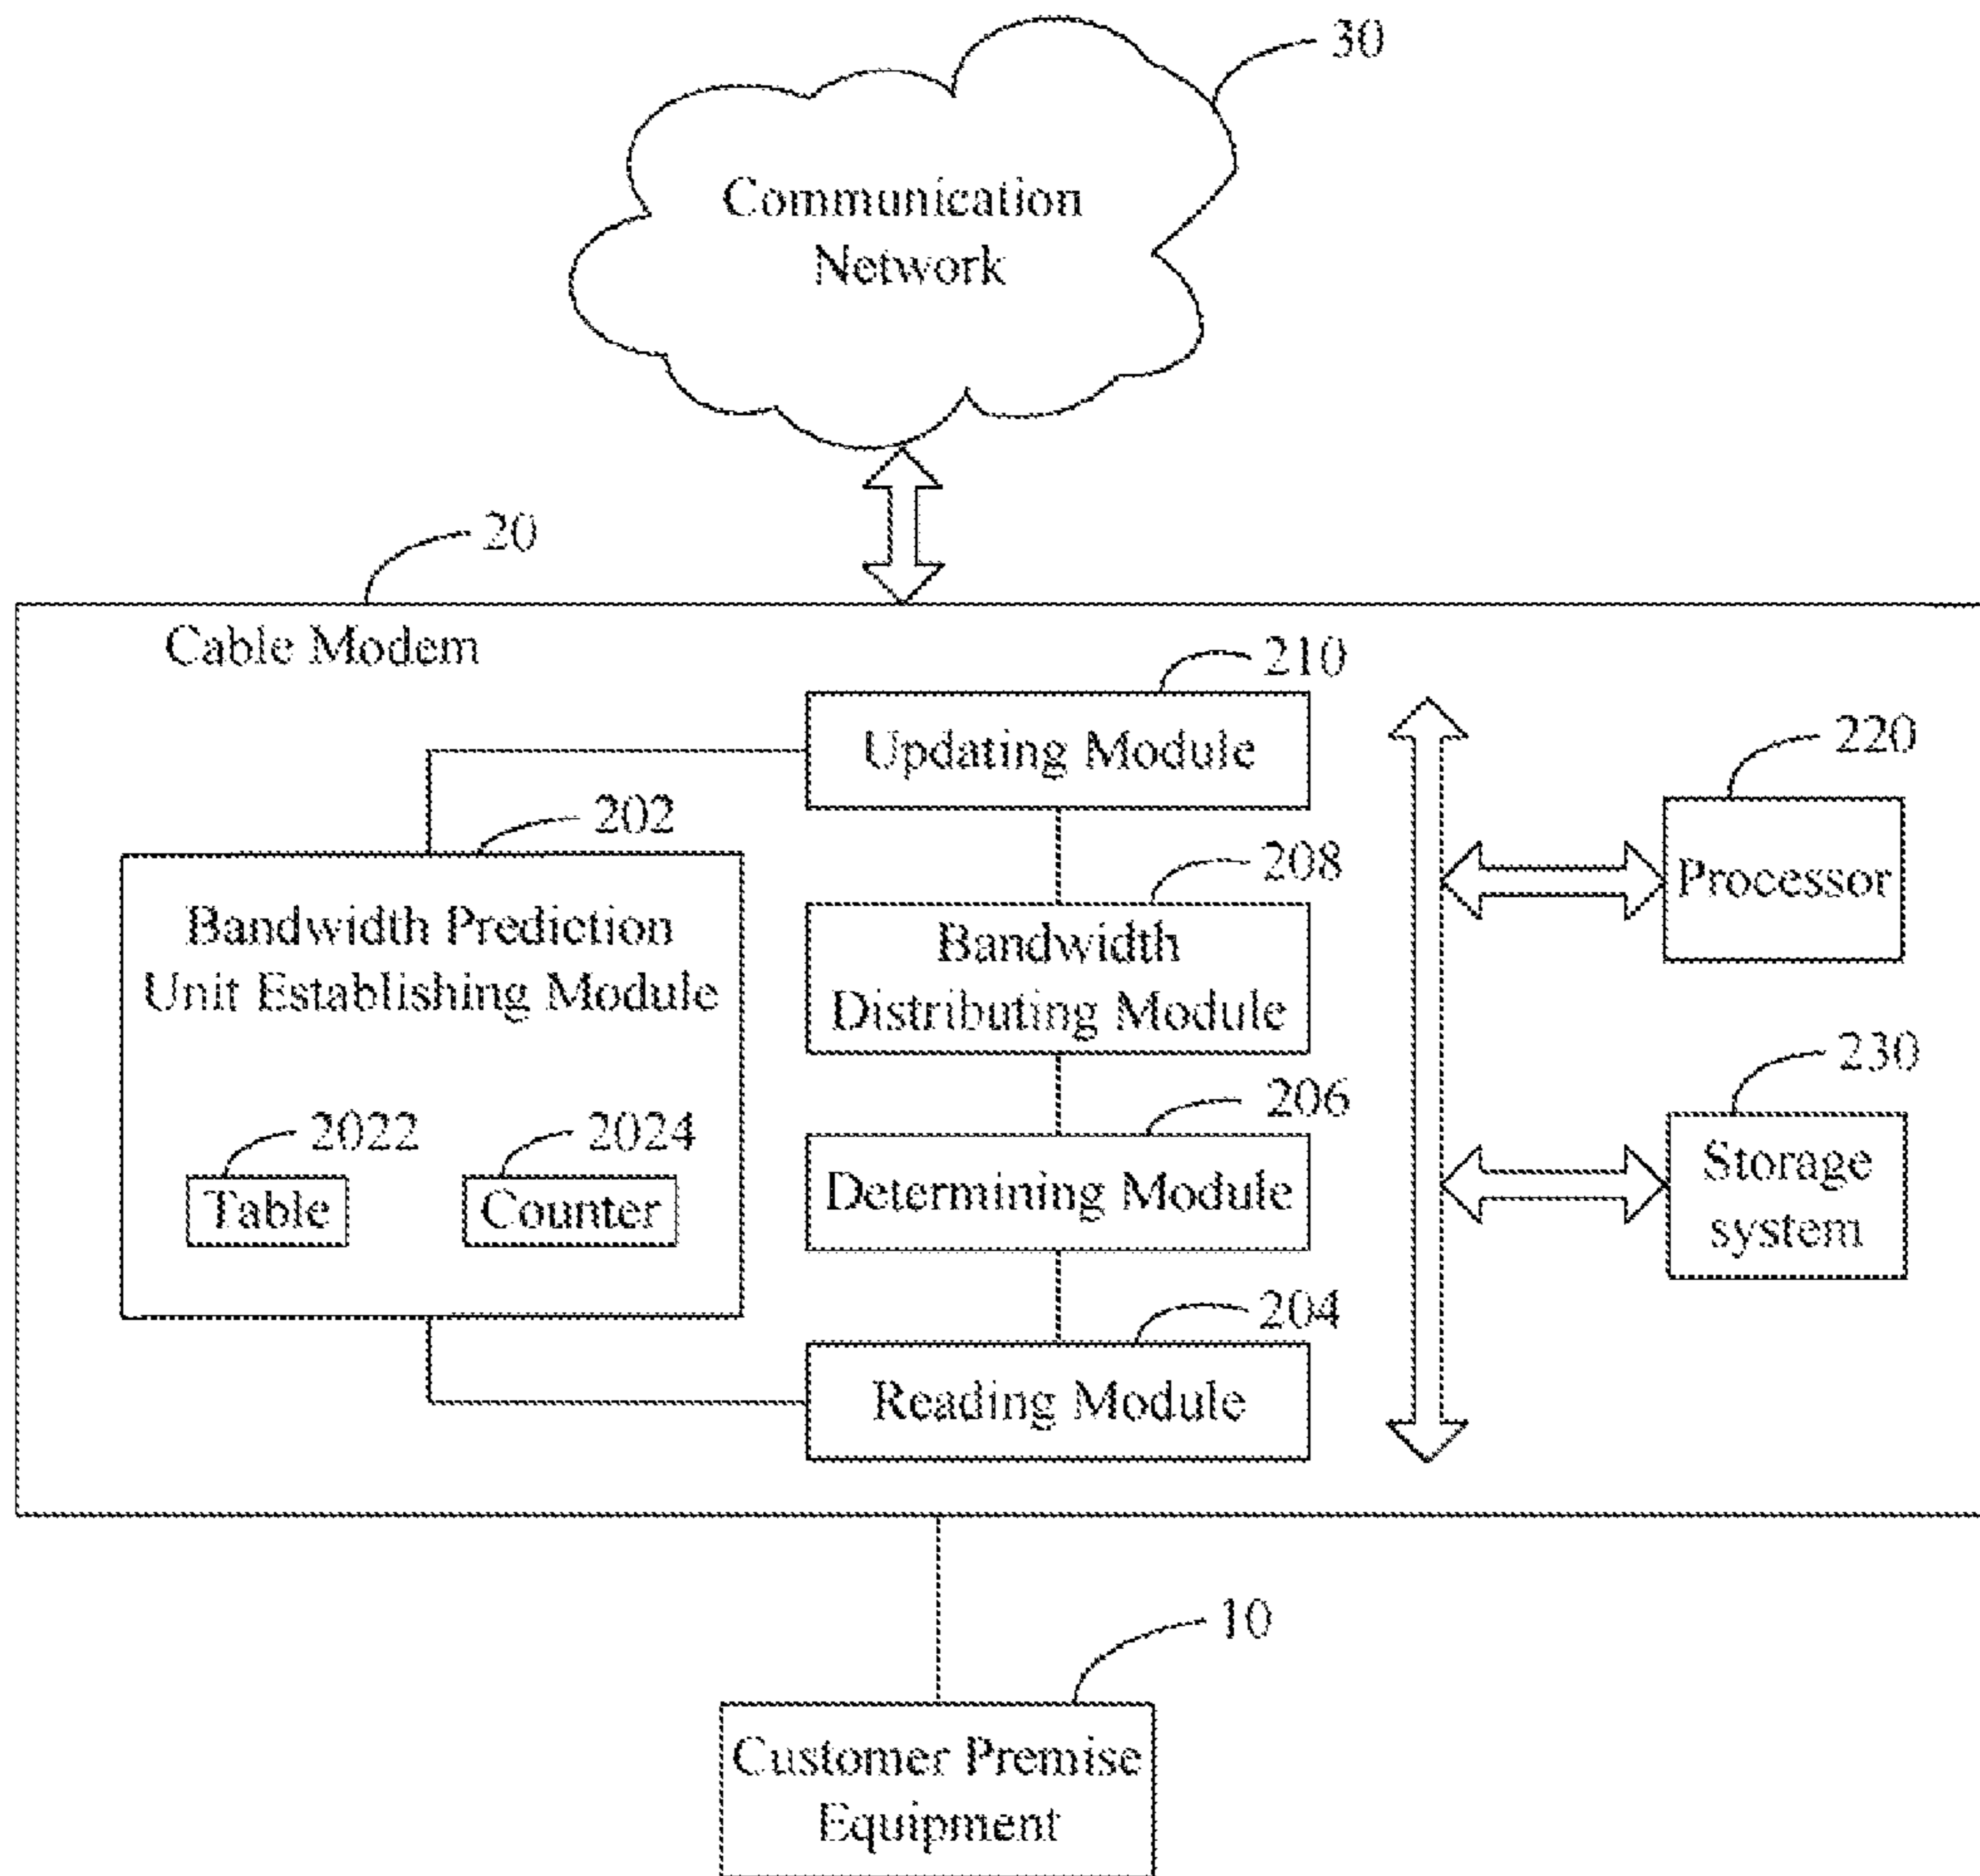 30
Communication
Network
20
Cable Modem
210
Updating Module
220
Processor
202
Bandwidth Prediction
Unit Establishing Module
208
Bandwidth
Distributing Module
230
Storage
system
2022
Table
2024
Counter
206
Determining Module
204
Reading Module
10
Customer Premise
Equipment